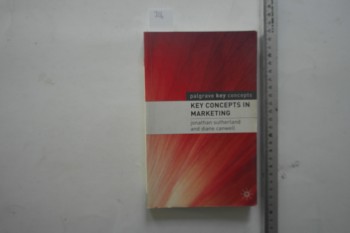 palgrave key concepts
KEY CONCEPTS IN
MARKETING
jonathan sutherland
and diane canwell